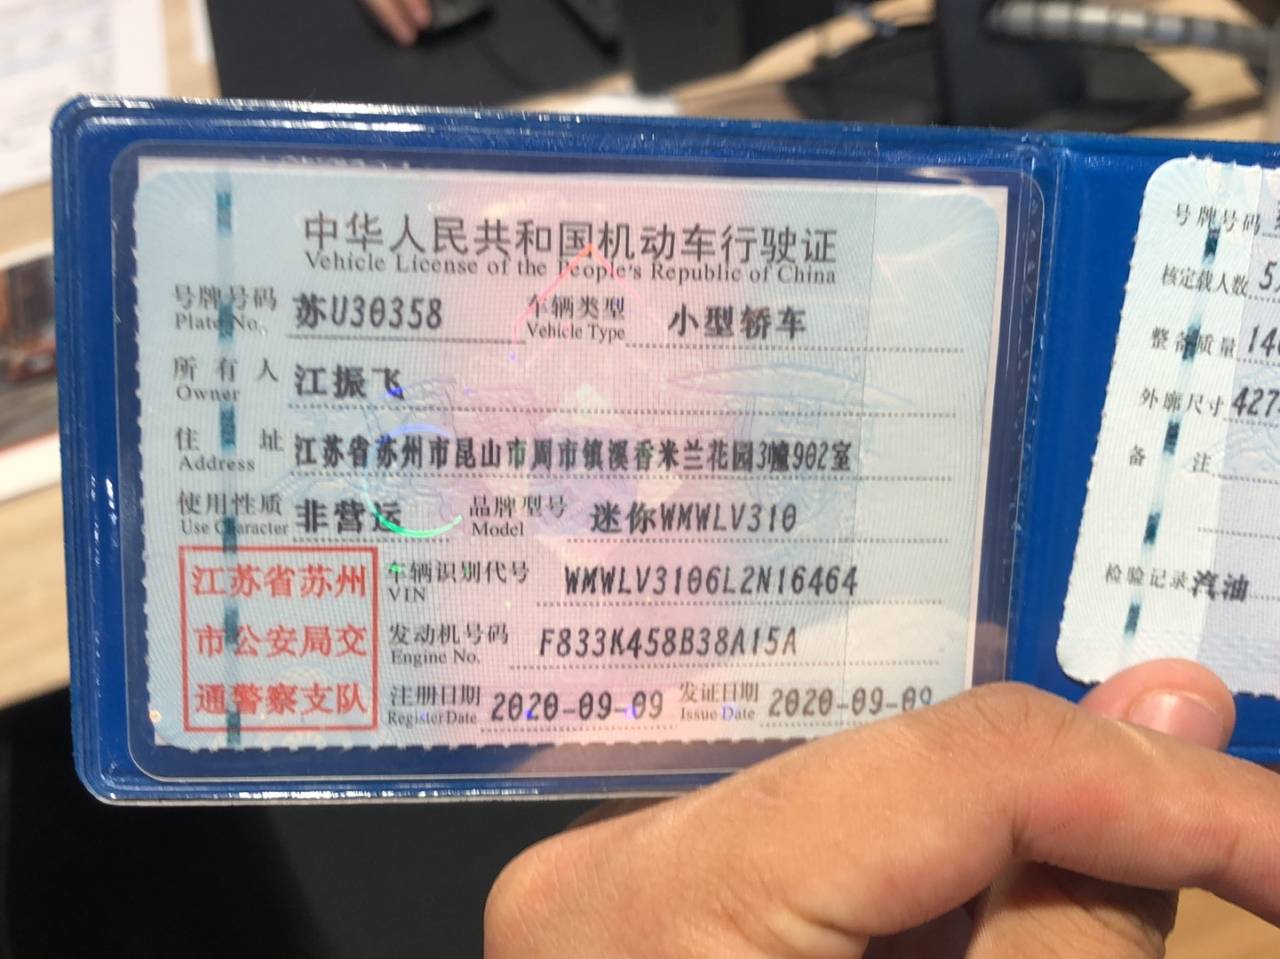 中华人民共和国机动车行驶证
Vehicle License of the People's Republic of China
号牌号码 苏U30358 车辆类型 小型轿车
Plate No. Vehicle Type
所有人 江振飞
Owner
住址 江苏省苏州市昆山市周市镇溪香米兰花园3幢902室
Address
使用性质 非营运 品牌型号 迷你WMWLV310
Use Character Model
江苏省苏州
市公安局交
通警察支队
车辆识别代号 WMWLV3106L2N16464
VIN
发动机号码 F833K458B38A15A
Engine No.
注册日期 2020-09-09 发证日期 2020-09-09
Register Date Issue Date
号牌号码
核定载人数 5
整备质量 14
外廓尺寸 427
备注
检验记录 汽油